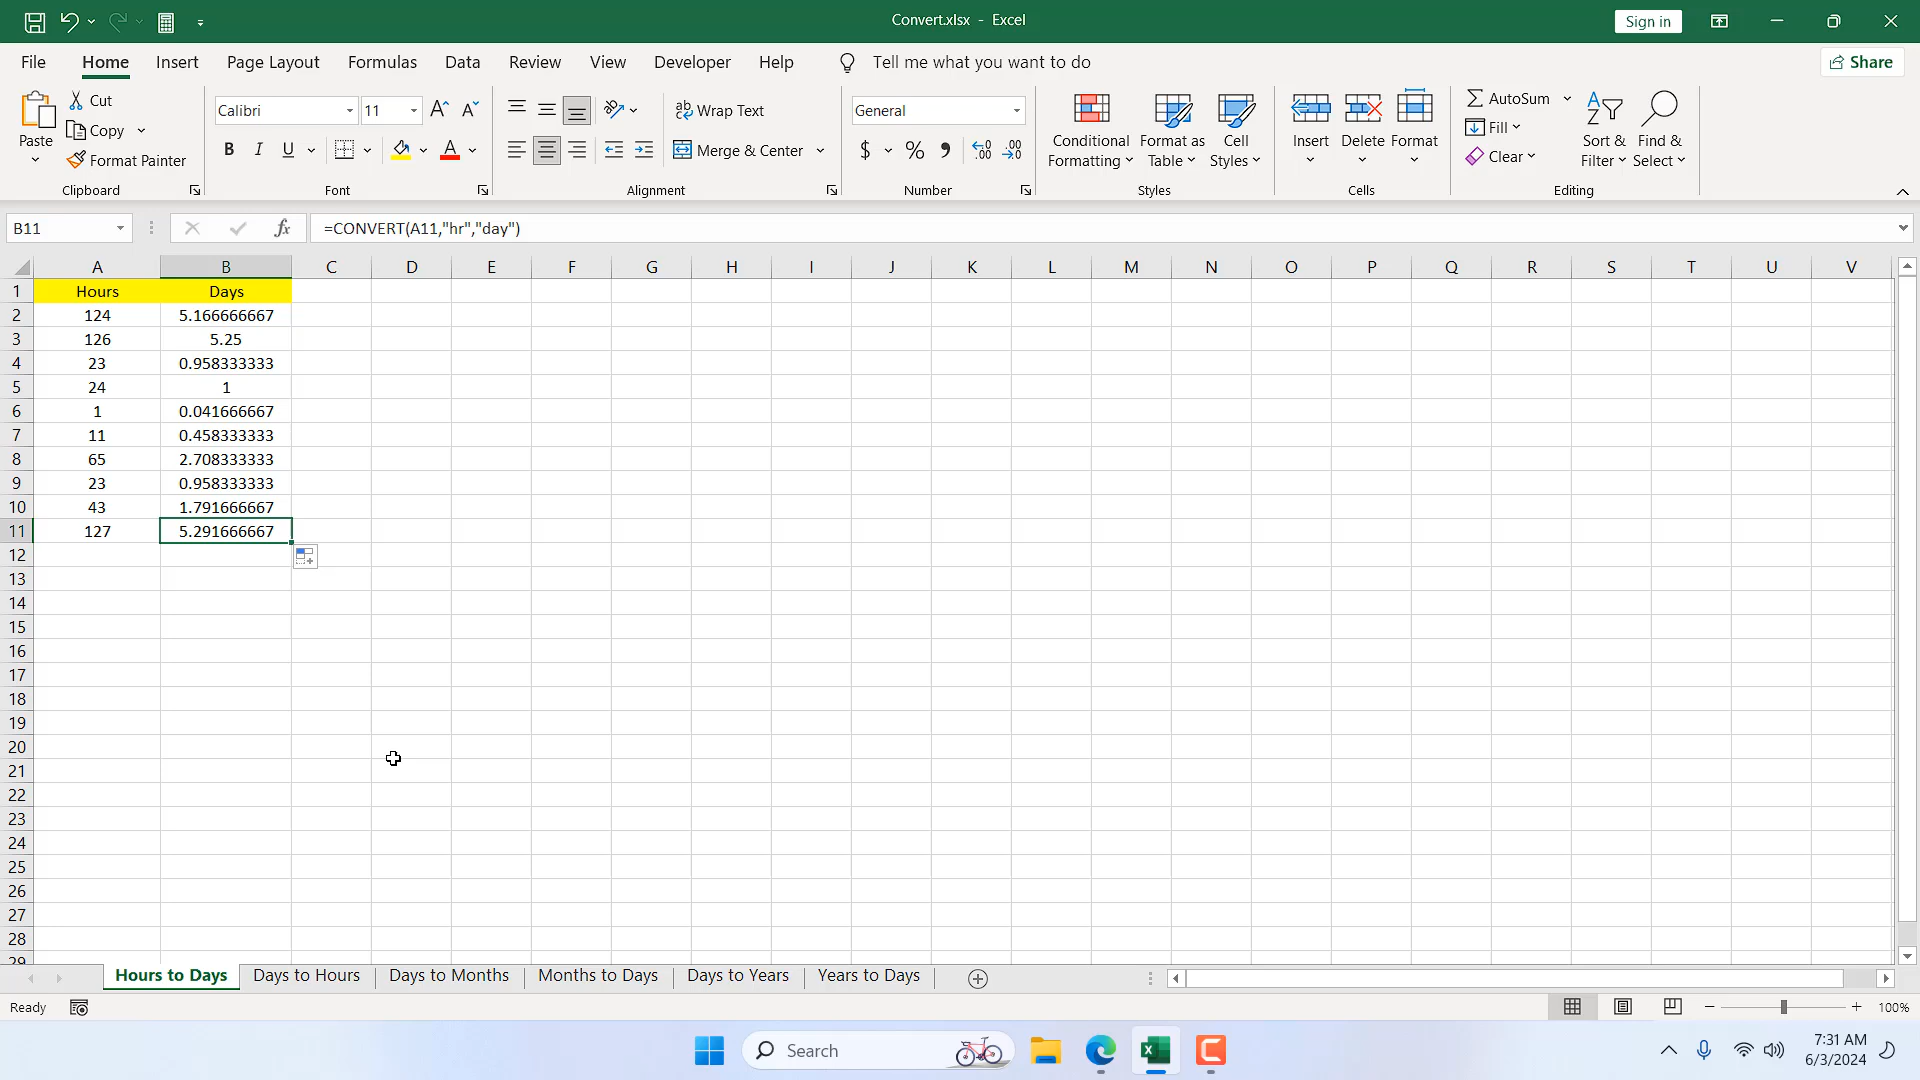 Convert.xlsx - Excel
Sign in
File Home Insert Page Layout Formulas Data Review View Developer Help Tell me what you want to do Share
Paste Cut Copy Format Painter Clipboard
Calibri 11 A A B I U A Font
ab Wrap Text Merge & Center Alignment
General $ % , .00 .00 Number
Conditional Formatting Format as Table Cell Styles Styles
Insert Delete Format Cells
AutoSum Fill Clear Sort & Filter Find & Select Editing
B11 fx =CONVERT(A11,"hr","day")
A B C D E F G H I J K L M N O P Q R S T U V
1 Hours Days
2 124 5.166666667
3 126 5.25
4 23 0.958333333
5 24 1
6 1 0.041666667
7 11 0.458333333
8 65 2.708333333
9 23 0.958333333
10 43 1.791666667
11 127 5.291666667
12
13
14
15
16
17
18
19
20
21
22
23
24
25
26
27
28
29
Hours to Days Days to Hours Days to Months Months to Days Days to Years Years to Days
Ready 100%
Search
7:31 AM
6/3/2024